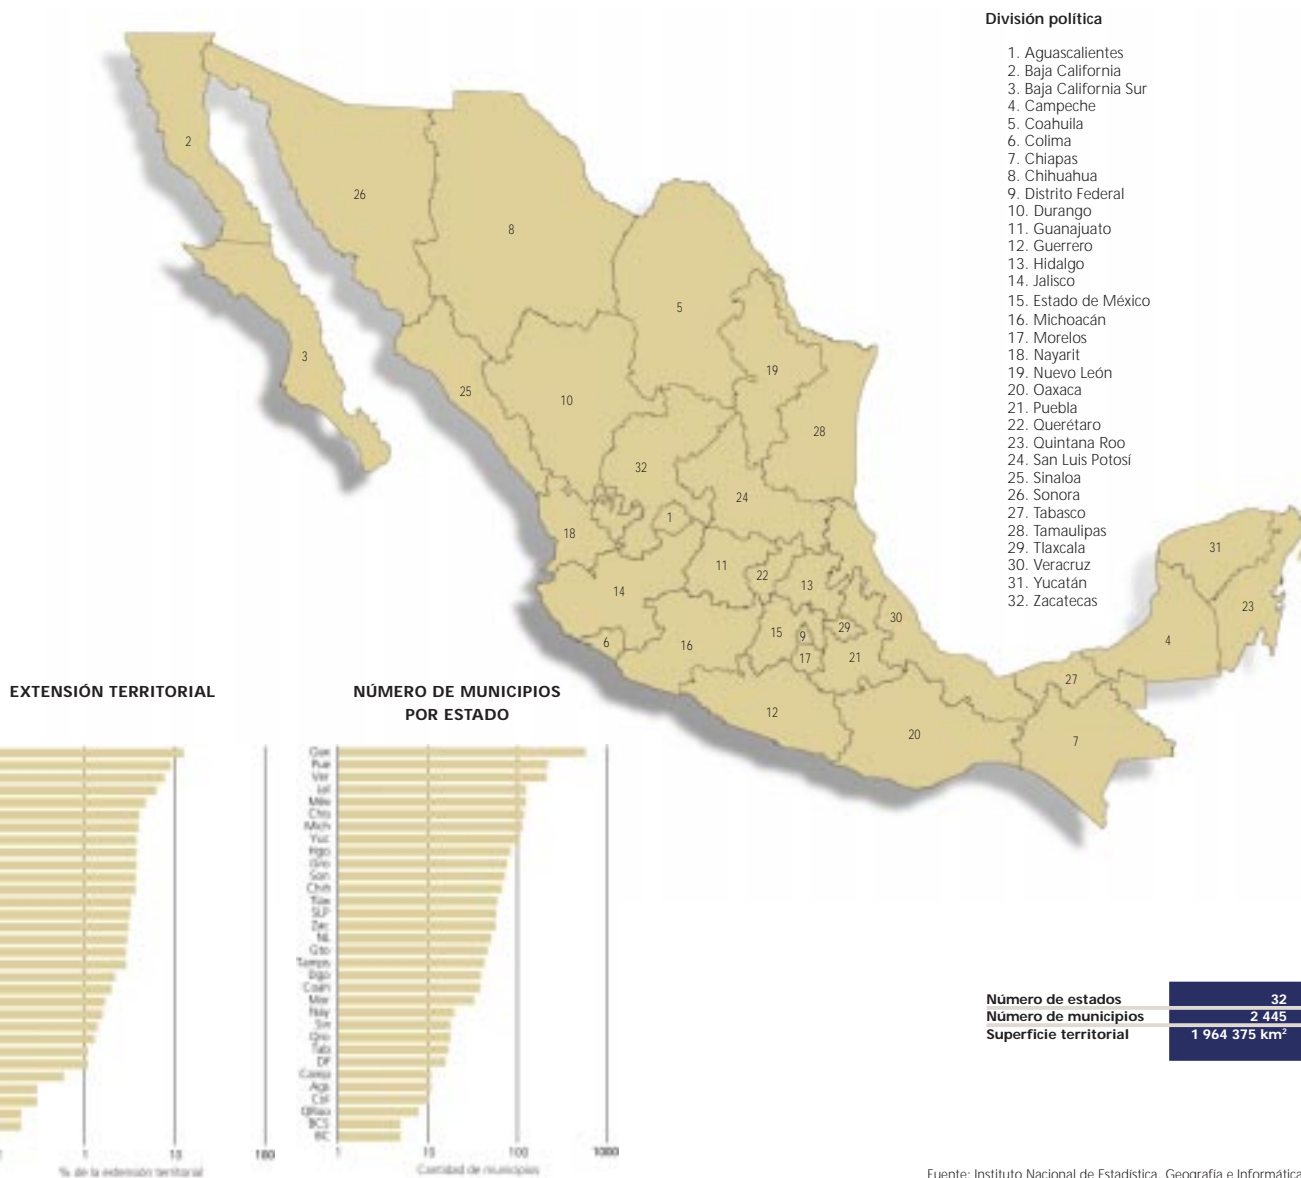 División política
1. Aguascalientes
2. Baja California
3. Baja California Sur
4. Campeche
5. Coahuila
6. Colima
7. Chiapas
8. Chihuahua
9. Distrito Federal
10. Durango
11. Guanajuato
12. Guerrero
13. Hidalgo
14. Jalisco
15. Estado de México
16. Michoacán
17. Morelos
18. Nayarit
19. Nuevo León
20. Oaxaca
21. Puebla
22. Querétaro
23. Quintana Roo
24. San Luis Potosí
25. Sinaloa
26. Sonora
27. Tabasco
28. Tamaulipas
29. Tlaxcala
30. Veracruz
31. Yucatán
32. Zacatecas
2
26
8
5
3
19
25
10
28
32
24
1
18
31
11
22
13
14
23
30
29
15
9
6
16
4
17
21
27
12
20
7
EXTENSIÓN TERRITORIAL
1
10
100
% de la extensión territorial
NÚMERO DE MUNICIPIOS
POR ESTADO
Oax
Pue
Ver
Jal
Méx
Chis
Mich
Yuc
Hgo
Gro
Son
Chih
Tlax
SLP
Zac
NL
Gto
Tamps
Dgo
Coah
Mor
Nay
Sin
Qro
Tab
DF
Camp
Ags
Col
QRoo
BCS
BC
1
10
100
1000
Cantidad de municipios
Número de estados 32
Número de municipios 2 445
Superficie territorial 1 964 375 km²
Fuente: Instituto Nacional de Estadística, Geografía e Informática